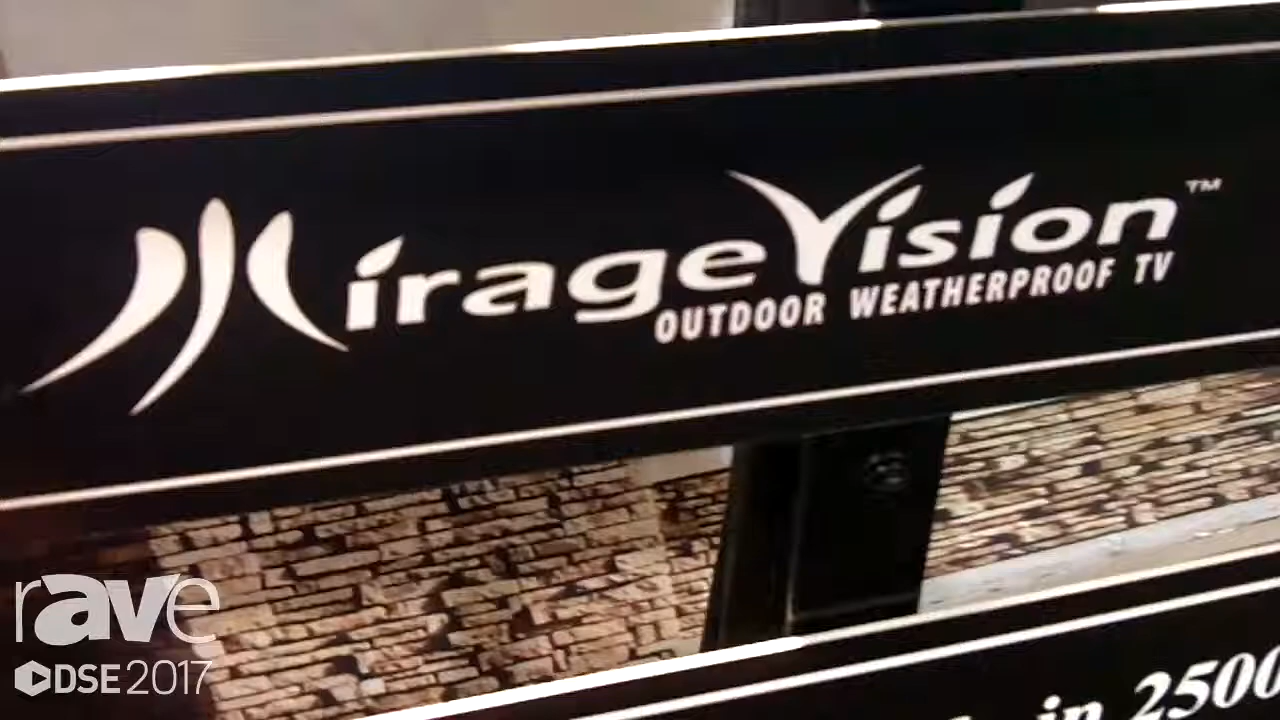 MirageVision™
OUTDOOR WEATHERPROOF TV
in 2500
rAVe
DSE2017